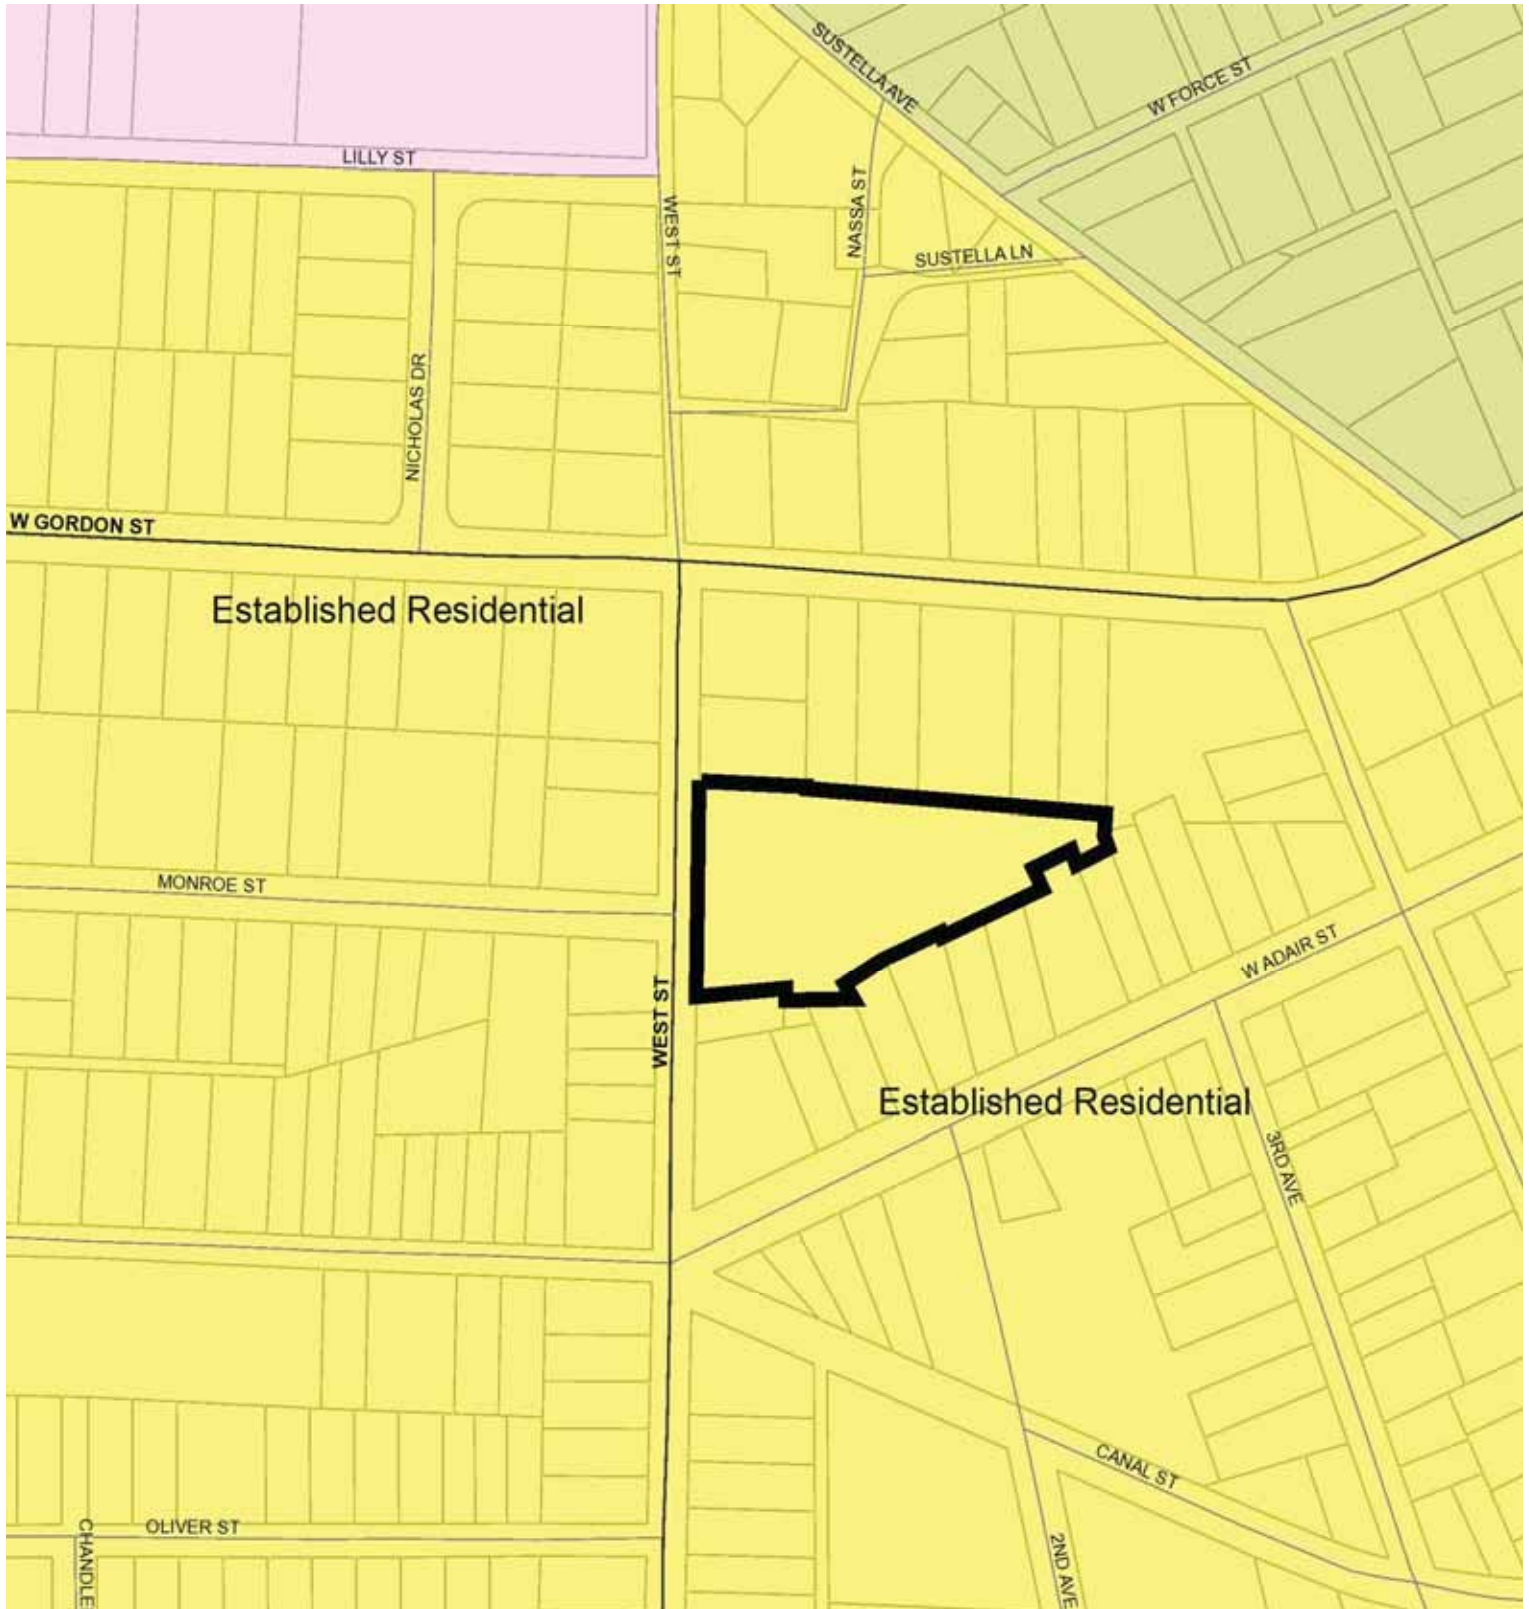 SUSTELLA AVE
W FORCE ST
LILLY ST
WEST ST
NASSA ST
SUSTELLA LN
NICHOLAS DR
W GORDON ST
Established Residential
MONROE ST
W ADAIR ST
WEST ST
Established Residential
3RD AVE
CANAL ST
OLIVER ST
CHANDLE
2ND AVE